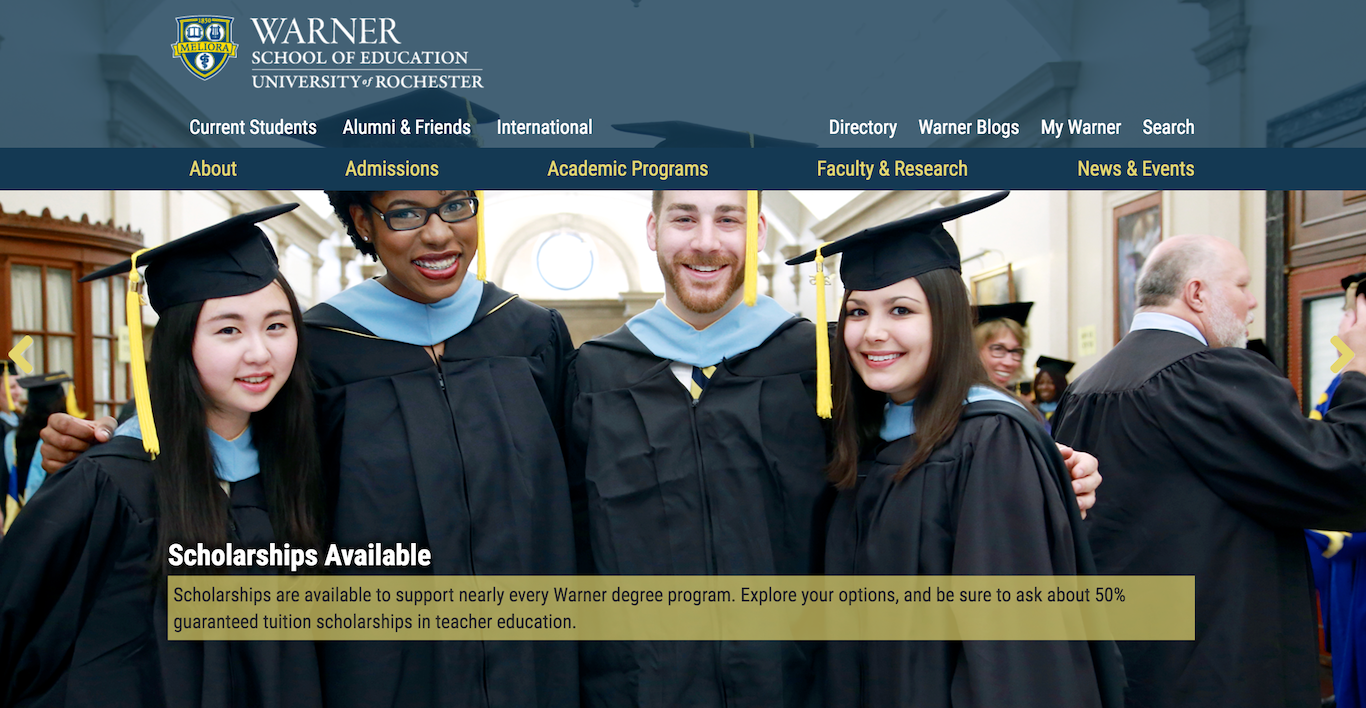 1850
MELIORA
WARNER
SCHOOL OF EDUCATION
UNIVERSITY of ROCHESTER
Current Students
Alumni & Friends
International
Directory
Warner Blogs
My Warner
Search
About
Admissions
Academic Programs
Faculty & Research
News & Events
Scholarships Available
Scholarships are available to support nearly every Warner degree program. Explore your options, and be sure to ask about 50%
guaranteed tuition scholarships in teacher education.